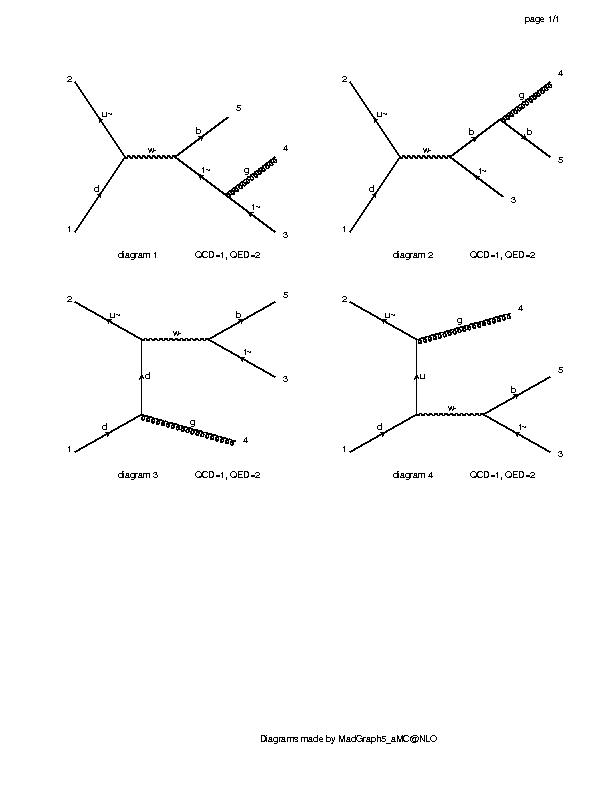 page 1/1
2
u~
d
1
w-
b
5
t~
g
4
t~
3
diagram 1 QCD=1, QED=2
2
u~
d
1
w-
b
g
4
b
5
t~
3
diagram 2 QCD=1, QED=2
2
u~
w-
b
5
t~
3
d
d
1
g
4
diagram 3 QCD=1, QED=2
2
u~
g
4
u
d
1
w-
b
5
t~
3
diagram 4 QCD=1, QED=2
Diagrams made by MadGraph5_aMC@NLO